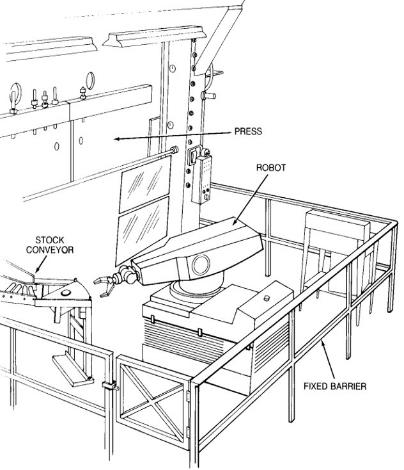 PRESS
ROBOT
STOCK
CONVEYOR
FIXED BARRIER